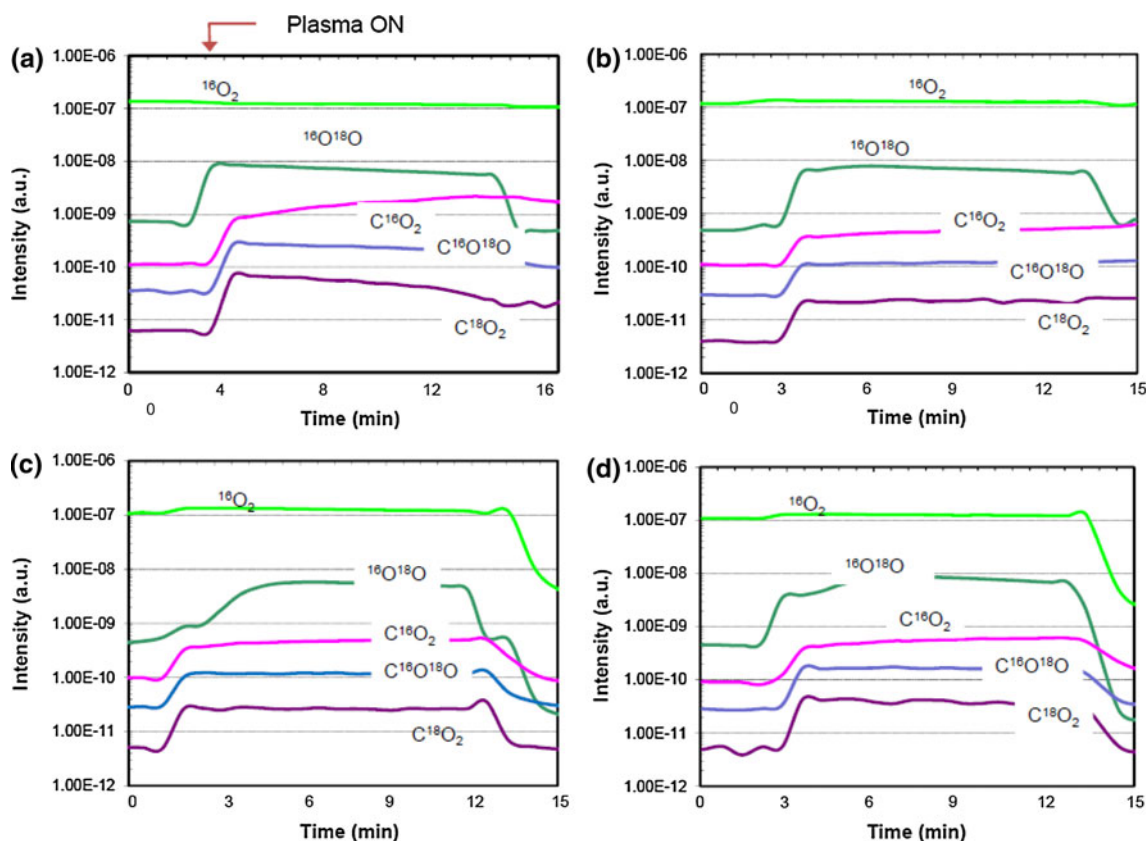 Plasma ON
(a)
Intensity (a.u.)
1.00E-06
1.00E-07
1.00E-08
1.00E-09
1.00E-10
1.00E-11
1.00E-12
¹⁶O₂
¹⁶O¹⁸O
C¹⁶O₂
C¹⁶O¹⁸O
C¹⁸O₂
0 4 8 12 16
0
Time (min)
(b)
Intensity (a.u.)
1.00E-06
1.00E-07
1.00E-08
1.00E-09
1.00E-10
1.00E-11
1.00E-12
¹⁶O₂
¹⁶O¹⁸O
C¹⁶O₂
C¹⁶O¹⁸O
C¹⁸O₂
0 3 6 9 12 15
0
Time (min)
(c)
Intensity (a.u.)
1.00E-06
1.00E-07
1.00E-08
1.00E-09
1.00E-10
1.00E-11
1.00E-12
¹⁶O₂
¹⁶O¹⁸O
C¹⁶O₂
C¹⁶O¹⁸O
C¹⁸O₂
0 3 6 9 12 15
Time (min)
(d)
Intensity (a.u.)
1.00E-06
1.00E-07
1.00E-08
1.00E-09
1.00E-10
1.00E-11
1.00E-12
¹⁶O₂
¹⁶O¹⁸O
C¹⁶O₂
C¹⁶O¹⁸O
C¹⁸O₂
0 3 6 9 12 15
Time (min)